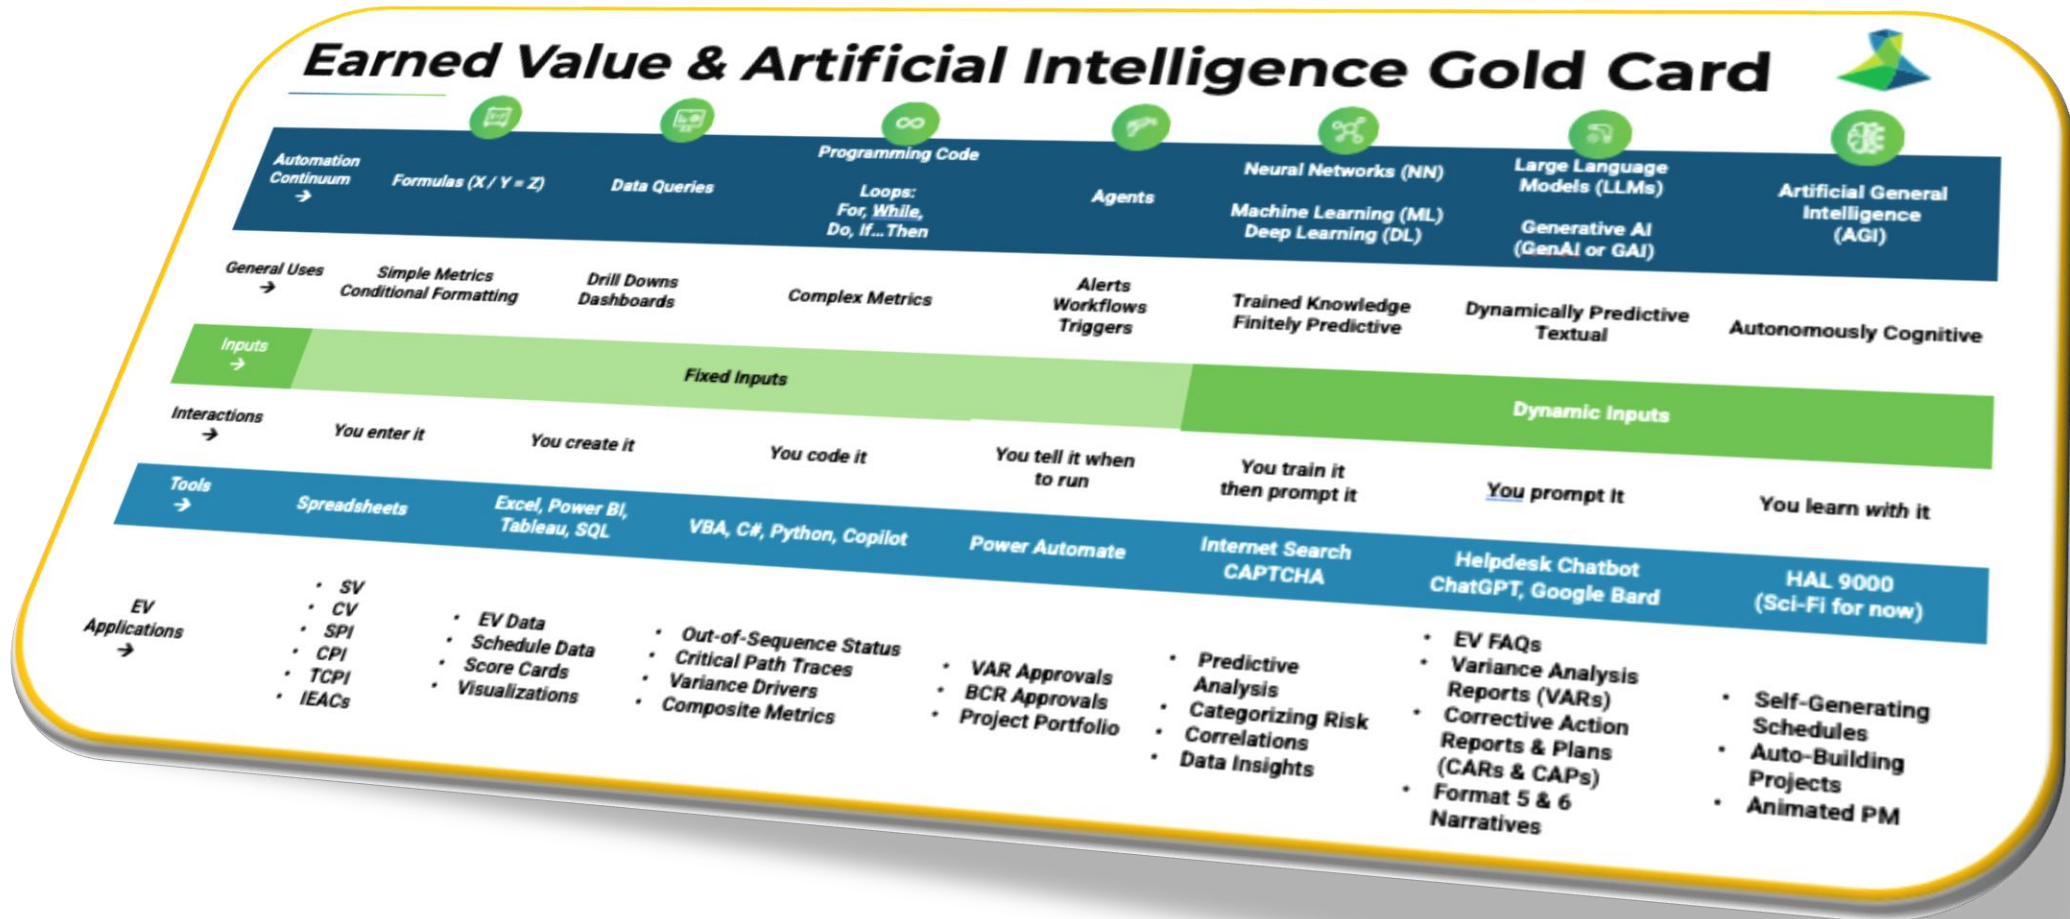 Earned Value & Artificial Intelligence Gold Card
Automation
Continuum
→
Formulas (X / Y = Z)
Data Queries
Programming Code
Loops:
For, While,
Do, If...Then
Agents
Neural Networks (NN)
Machine Learning (ML)
Deep Learning (DL)
Large Language
Models (LLMs)
Generative AI
(GenAI or GAI)
Artificial General
Intelligence
(AGI)
General Uses
→
Simple Metrics
Conditional Formatting
Drill Downs
Dashboards
Complex Metrics
Alerts
Workflows
Triggers
Trained Knowledge
Finitely Predictive
Dynamically Predictive
Textual
Autonomously Cognitive
Inputs
→
Fixed Inputs
Dynamic Inputs
Interactions
→
You enter it
You create it
You code it
You tell it when
to run
You train it
then prompt it
You prompt It
You learn with it
Tools
→
Spreadsheets
Excel, Power BI,
Tableau, SQL
VBA, C#, Python, Copilot
Power Automate
Internet Search
CAPTCHA
Helpdesk Chatbot
ChatGPT, Google Bard
HAL 9000
(Sci-Fi for now)
EV
Applications
→
• SV
• CV
• SPI
• CPI
• TCPI
• IEACs
• EV Data
• Schedule Data
• Score Cards
• Visualizations
• Out-of-Sequence Status
• Critical Path Traces
• Variance Drivers
• Composite Metrics
• VAR Approvals
• BCR Approvals
• Project Portfolio
• Predictive
Analysis
• Categorizing Risk
• Correlations
• Data Insights
• EV FAQs
• Variance Analysis
Reports (VARs)
• Corrective Action
Reports & Plans
(CARs & CAPs)
• Format 5 & 6
Narratives
• Self-Generating
Schedules
• Auto-Building
Projects
• Animated PM